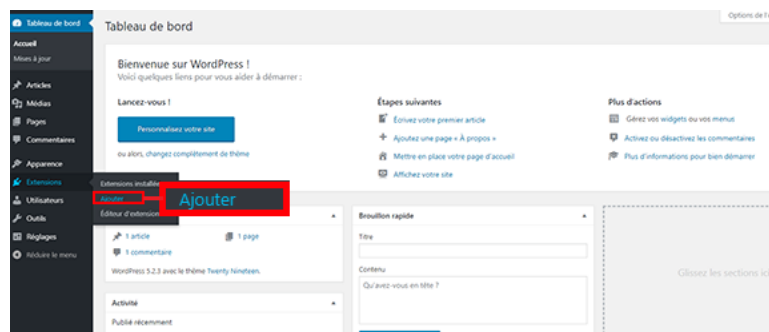 Tableau de bord
Accueil
Mises à jour
Articles
Médias
Pages
Commentaires
Apparence
Extensions
Utilisateurs
Outils
Réglages
Réduire le menu
Extensions installée
Ajouter
Éditeur d'extension
Ajouter
Options de l'é
Tableau de bord
Bienvenue sur WordPress !
Voici quelques liens pour vous aider à démarrer :
Lancez-vous !
Personnalisez votre site
ou alors, changez complètement de thème
Étapes suivantes
Écrivez votre premier article
Ajoutez une page « À propos »
Mettre en place votre page d'accueil
Affichez votre site
Plus d'actions
Gérez vos widgets ou vos menus
Activez ou désactivez les commentaires
Plus d'informations pour bien démarrer
1 article
1 page
1 commentaire
WordPress 5.2.3 avec le thème Twenty Nineteen.
Activité
Publié récemment
Brouillon rapide
Titre
Contenu
Qu'avez-vous en tête ?
Glissez les sections ici